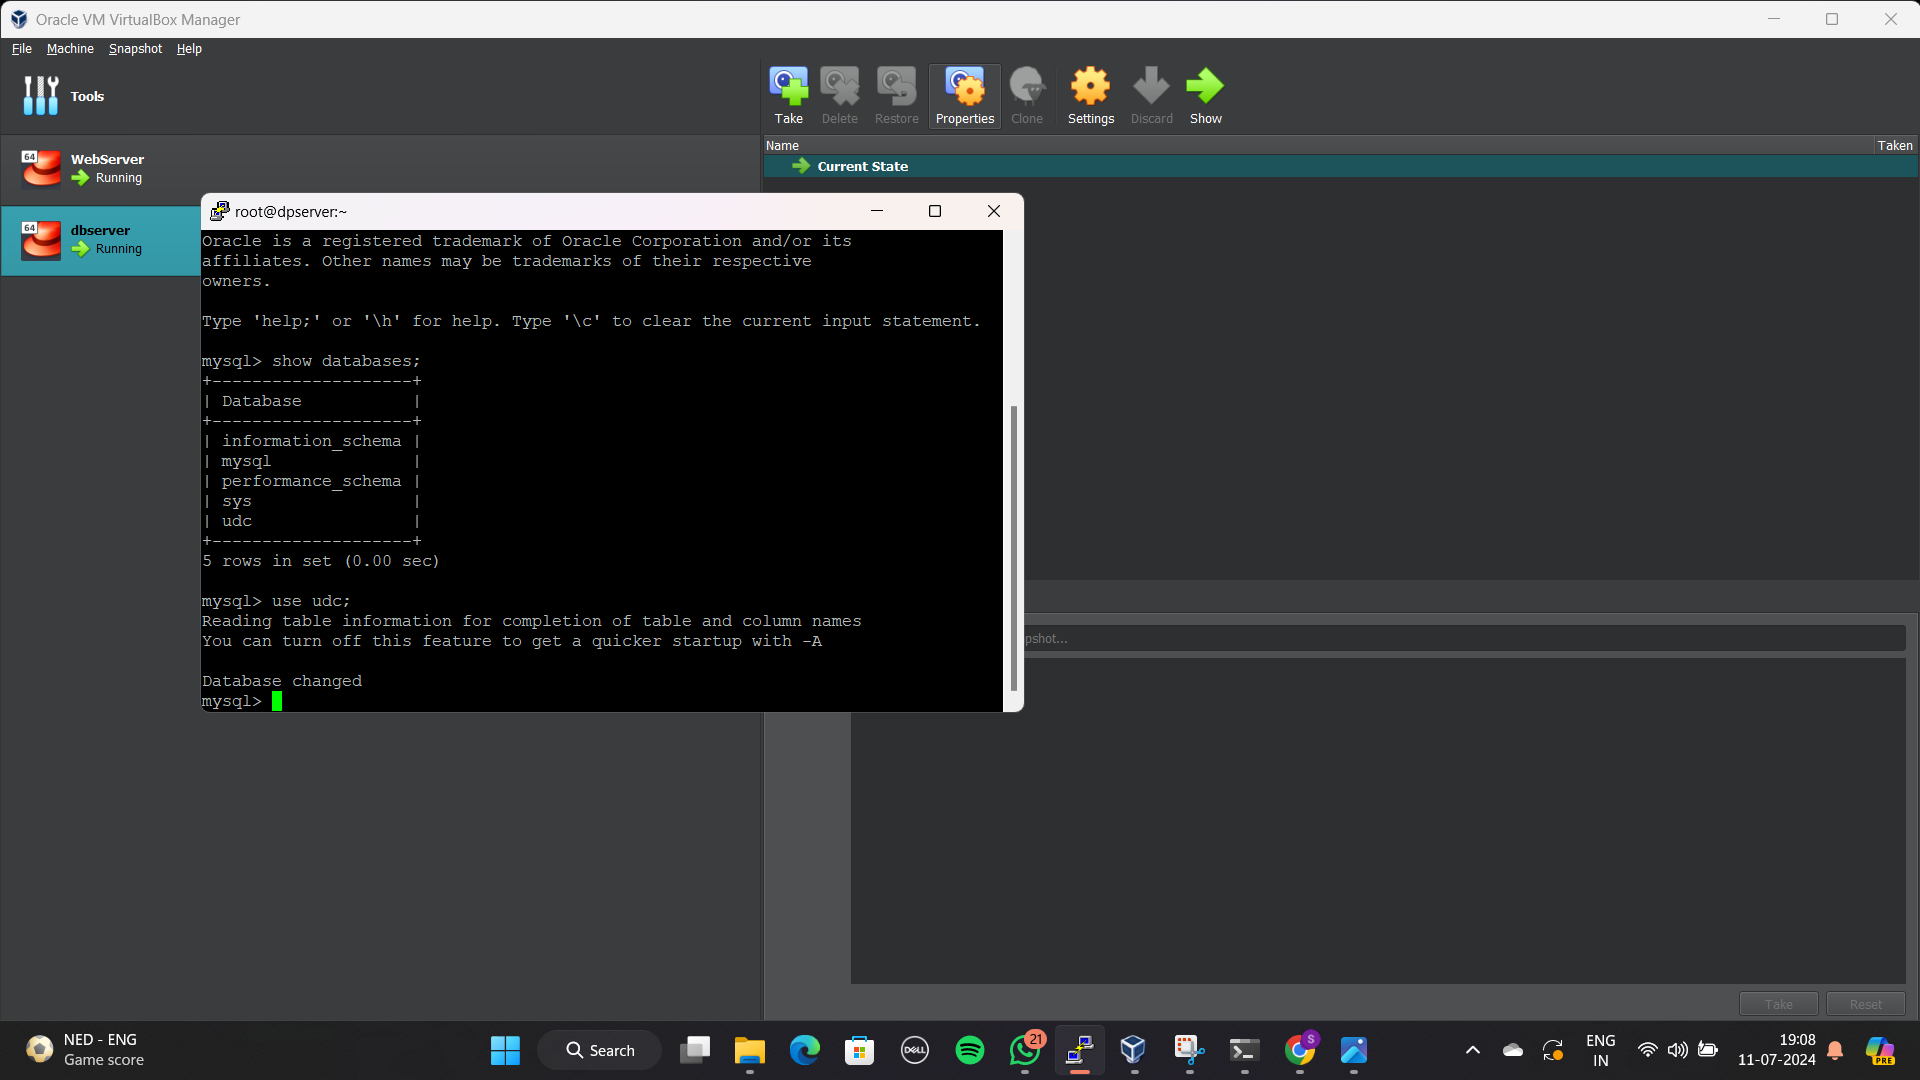 Oracle VM VirtualBox Manager
File Machine Snapshot Help
Tools
Take Delete Restore Properties Clone Settings Discard Show
Name Taken
Current State
64 WebServer
Running
64 dbserver
Running
root@dpserver:~
Oracle is a registered trademark of Oracle Corporation and/or its
affiliates. Other names may be trademarks of their respective
owners.
Type 'help;' or '\h' for help. Type '\c' to clear the current input statement.
mysql> show databases;
+--------------------+
| Database           |
+--------------------+
| information_schema |
| mysql              |
| performance_schema |
| sys                |
| udc                |
+--------------------+
5 rows in set (0.00 sec)
mysql> use udc;
Reading table information for completion of table and column names
You can turn off this feature to get a quicker startup with -A
Database changed
mysql>
pshot...
Take Reset
NED - ENG
Game score
Search
DELL
21
S
ENG
IN
19:08
11-07-2024
PRE